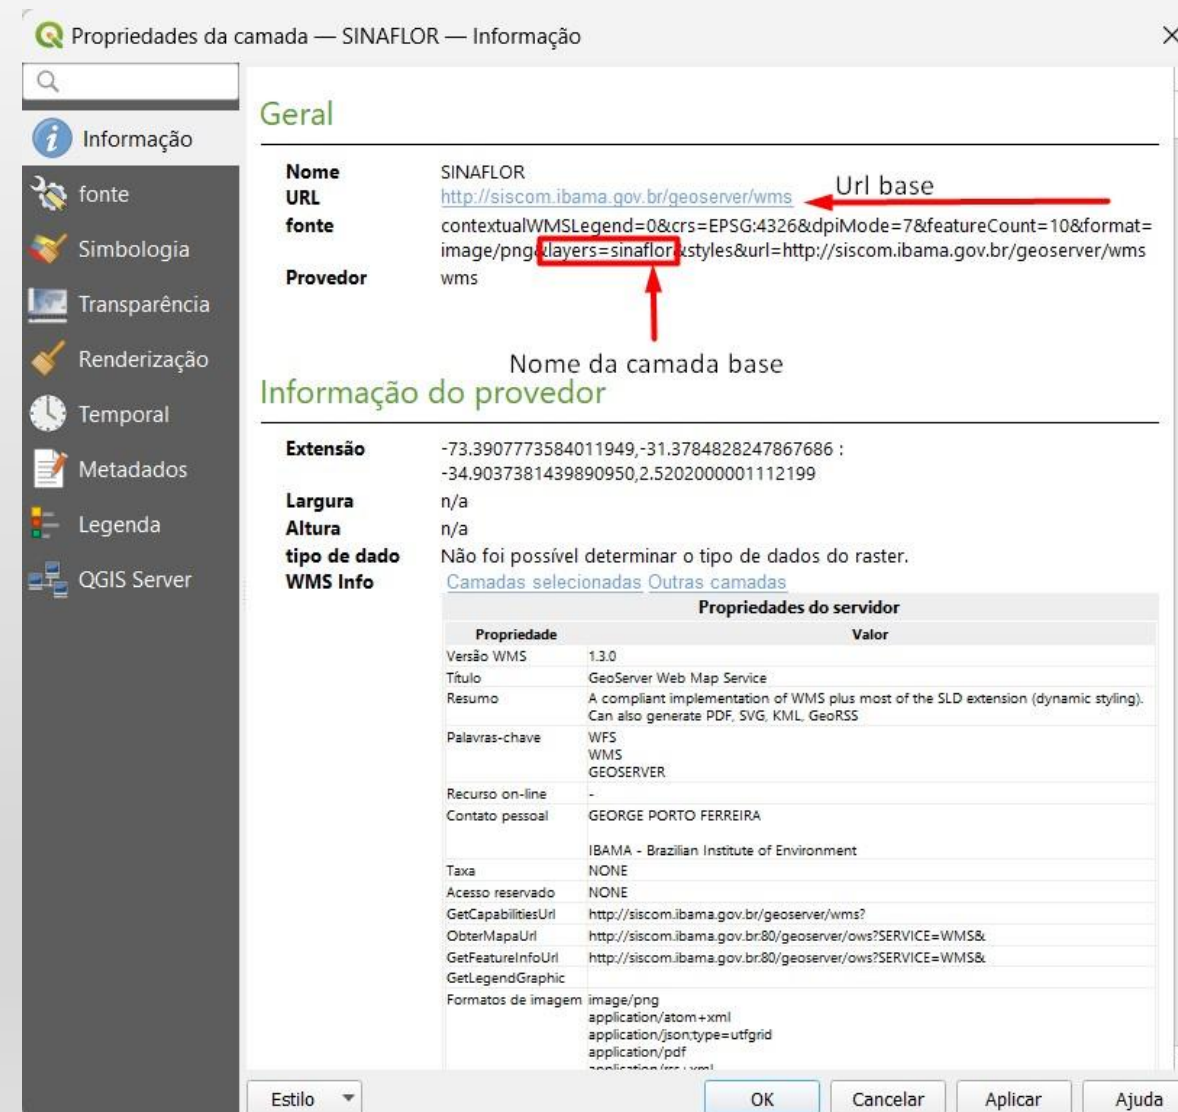 Propriedades da camada — SINAFLOR — Informação
Informação
fonte
Simbologia
Transparência
Renderização
Temporal
Metadados
Legenda
QGIS Server
Geral
Nome SINAFLOR
URL http://siscom.ibama.gov.br/geoserver/wms
Url base
fonte contextualWMSLegend=0&crs=EPSG:4326&dpiMode=7&featureCount=10&format=
image/png&layers=sinaflor&styles&url=http://siscom.ibama.gov.br/geoserver/wms
Provedor wms
Nome da camada base
Informação do provedor
Extensão -73.3907773584011949,-31.3784828247867686 :
-34.9037381439890950,2.5202000001112199
Largura n/a
Altura n/a
tipo de dado Não foi possível determinar o tipo de dados do raster.
WMS Info Camadas selecionadas Outras camadas
Propriedades do servidor
Propriedade Valor
Versão WMS 1.3.0
Título GeoServer Web Map Service
Resumo A compliant implementation of WMS plus most of the SLD extension (dynamic styling).
Can also generate PDF, SVG, KML, GeoRSS
Palavras-chave WFS
WMS
GEOSERVER
Recurso on-line -
Contato pessoal GEORGE PORTO FERREIRA
IBAMA - Brazilian Institute of Environment
Taxa NONE
Acesso reservado NONE
GetCapabilitiesUrl http://siscom.ibama.gov.br/geoserver/wms?
ObterMapaUrl http://siscom.ibama.gov.br:80/geoserver/ows?SERVICE=WMS&
GetFeatureInfoUrl http://siscom.ibama.gov.br:80/geoserver/ows?SERVICE=WMS&
GetLegendGraphic
Formatos de imagem image/png
application/atom+xml
application/json;type=utfgrid
application/pdf
application/rss+xml
Estilo OK Cancelar Aplicar Ajuda